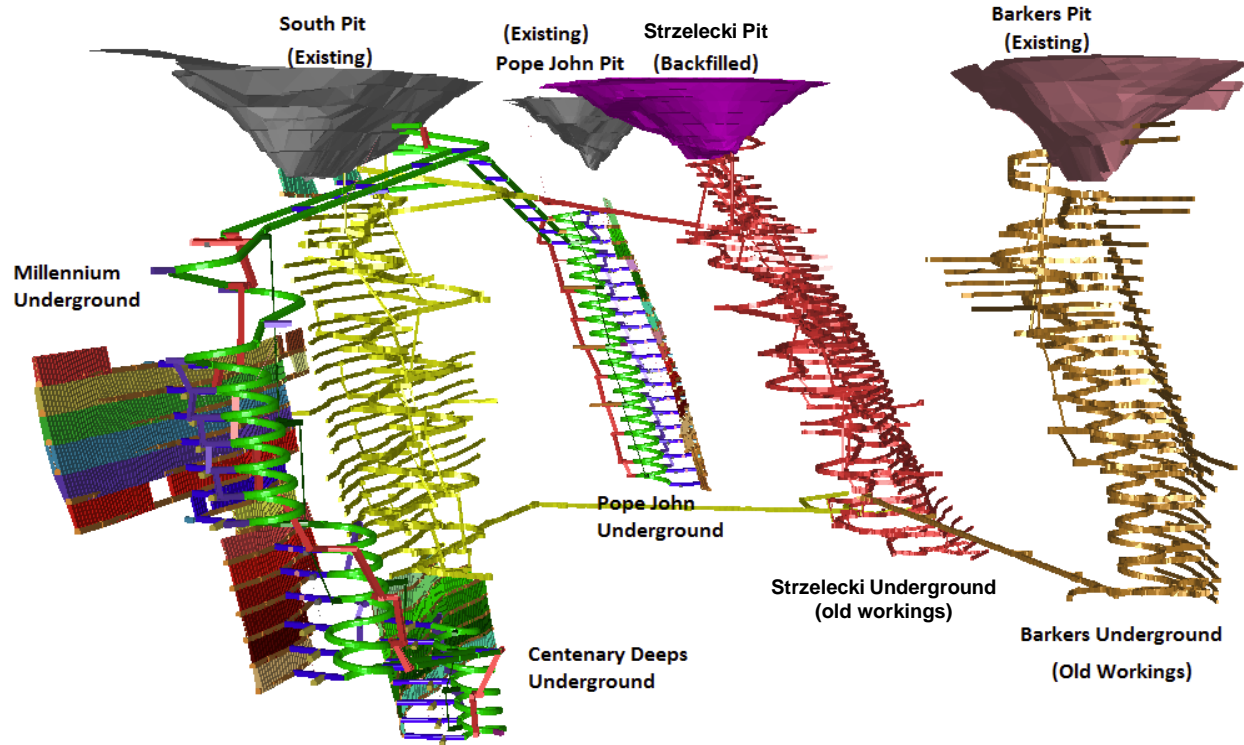 South Pit
(Existing)
(Existing)
Pope John Pit
Strzelecki Pit
(Backfilled)
Barkers Pit
(Existing)
Millennium
Underground
Pope John
Underground
Strzelecki Underground
(old workings)
Barkers Underground
(Old Workings)
Centenary Deeps
Underground